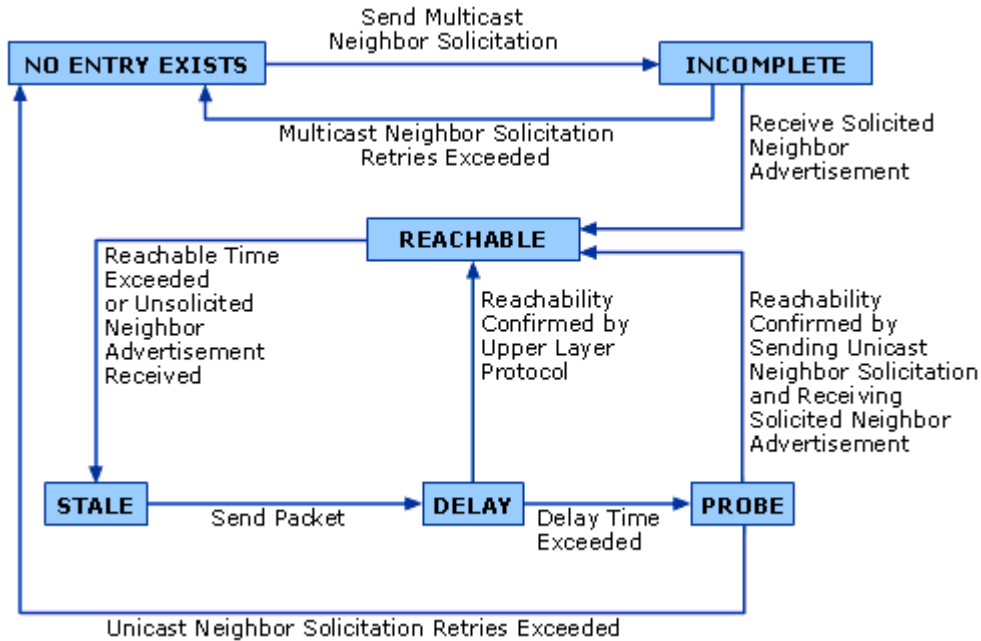 Send Multicast
Neighbor Solicitation
NO ENTRY EXISTS
INCOMPLETE
Multicast Neighbor Solicitation
Retries Exceeded
Receive Solicited
Neighbor
Advertisement
REACHABLE
Reachable Time
Exceeded
or Unsolicited
Neighbor
Advertisement
Received
Reachability
Confirmed by
Upper Layer
Protocol
Reachability
Confirmed by
Sending Unicast
Neighbor Solicitation
and Receiving
Solicited Neighbor
Advertisement
STALE
Send Packet
DELAY
Delay Time
Exceeded
PROBE
Unicast Neighbor Solicitation Retries Exceeded